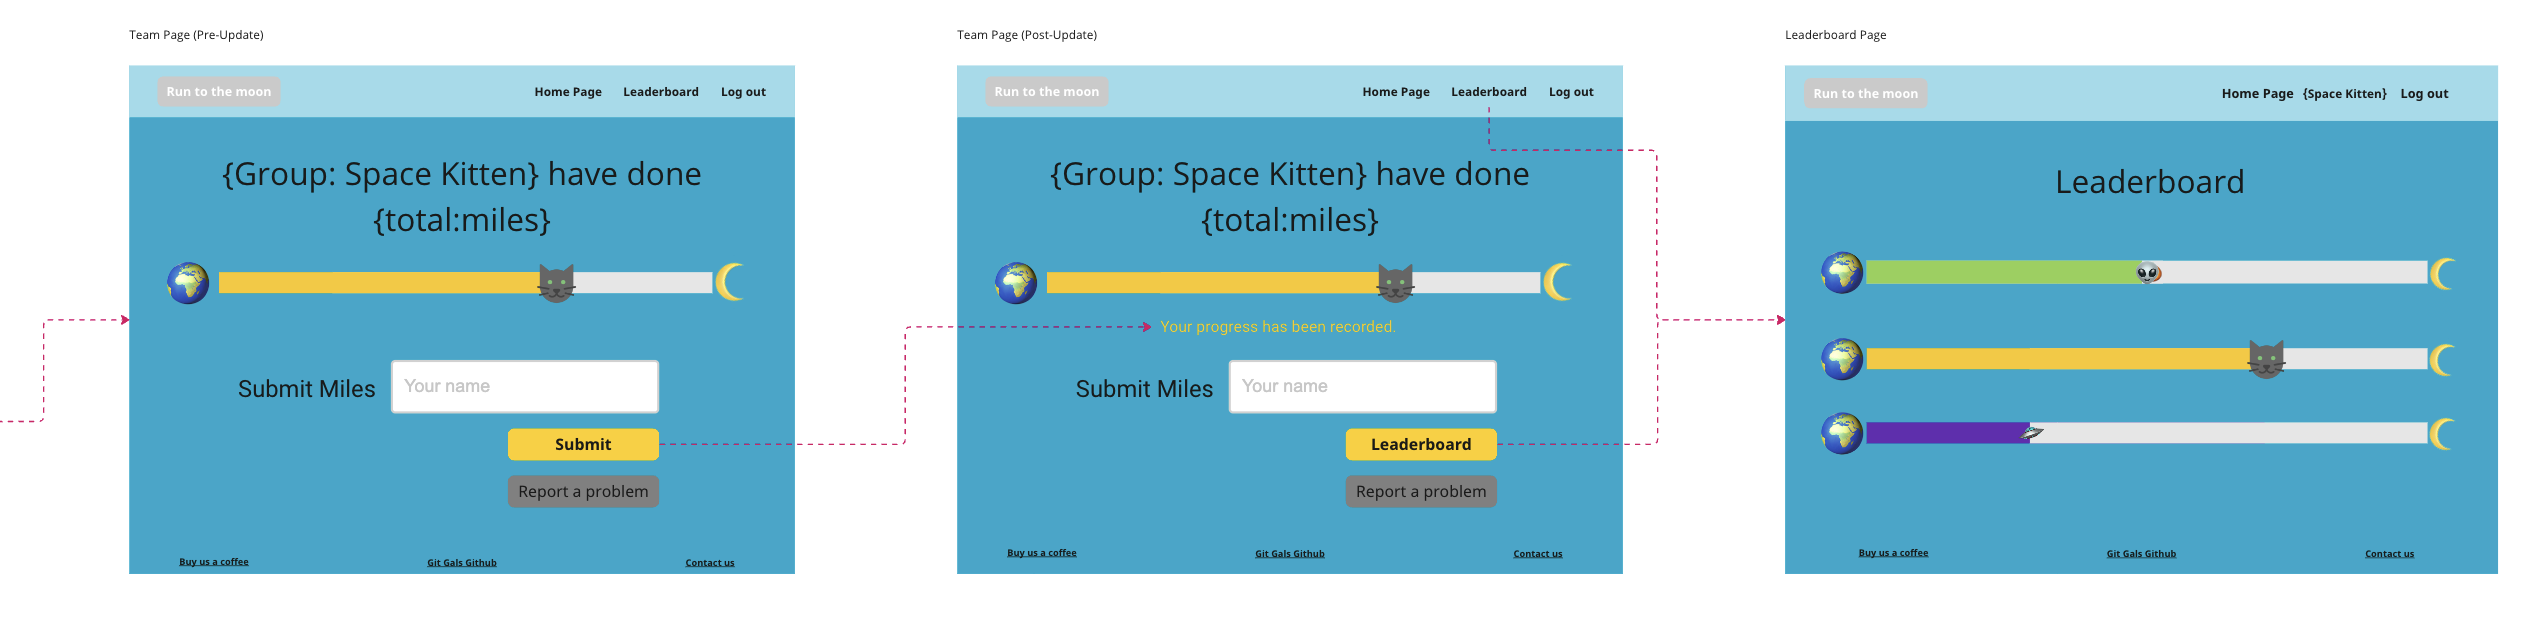 Team Page (Pre-Update)
Run to the moon
Home Page Leaderboard Log out
{Group: Space Kitten} have done
{total:miles}
Submit Miles
Your name
Submit
Report a problem
Buy us a coffee
Git Gals Github
Contact us
Team Page (Post-Update)
Run to the moon
Home Page Leaderboard Log out
{Group: Space Kitten} have done
{total:miles}
Your progress has been recorded.
Submit Miles
Your name
Leaderboard
Report a problem
Buy us a coffee
Git Gals Github
Contact us
Leaderboard Page
Run to the moon
Home Page {Space Kitten} Log out
Leaderboard
Buy us a coffee
Git Gals Github
Contact us